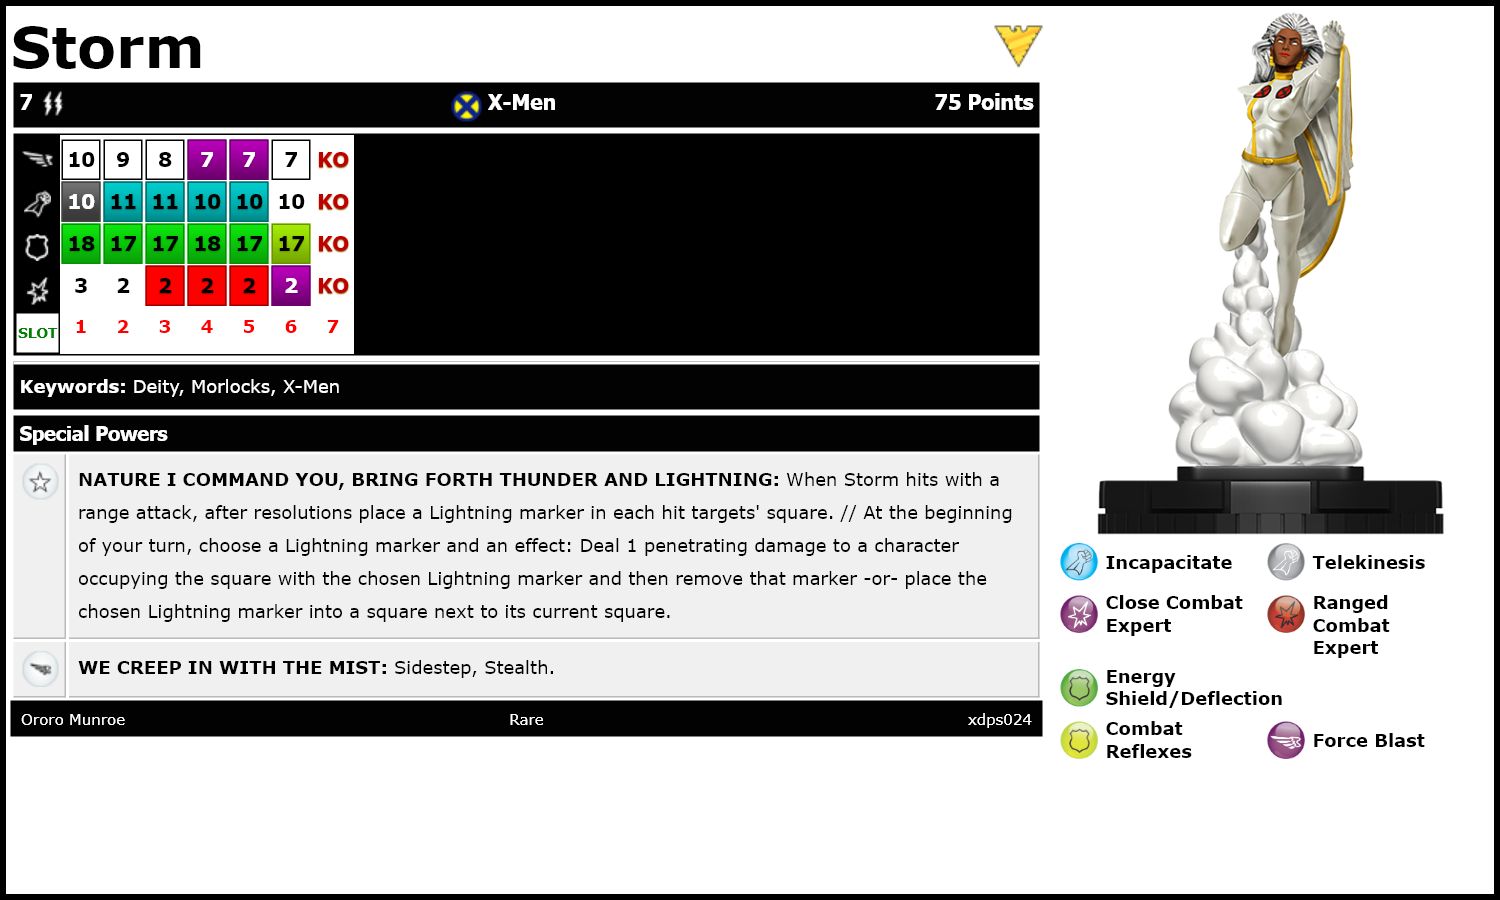 Storm
7 X-Men 75 Points
10 9 8 7 7 7 KO
10 11 11 10 10 10 KO
18 17 17 18 17 17 KO
3 2 2 2 2 2 KO
SLOT 1 2 3 4 5 6 7
Keywords: Deity, Morlocks, X-Men
Special Powers
NATURE I COMMAND YOU, BRING FORTH THUNDER AND LIGHTNING: When Storm hits with a
range attack, after resolutions place a Lightning marker in each hit targets' square. // At the beginning
of your turn, choose a Lightning marker and an effect: Deal 1 penetrating damage to a character
occupying the square with the chosen Lightning marker and then remove that marker -or- place the
chosen Lightning marker into a square next to its current square.
WE CREEP IN WITH THE MIST: Sidestep, Stealth.
Ororo Munroe Rare xdps024
Incapacitate
Telekinesis
Close Combat
Expert
Ranged
Combat
Expert
Energy
Shield/Deflection
Combat
Reflexes
Force Blast